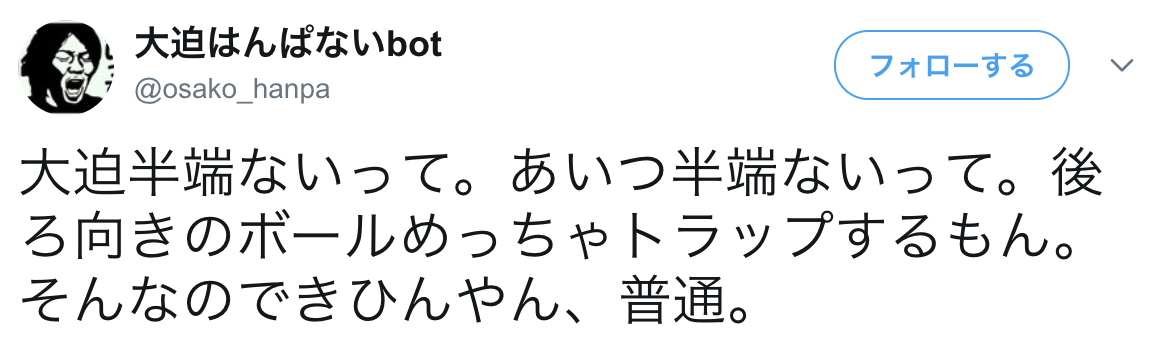 大迫はんぱないbot
@osako_hanpa
フォローする
大迫半端ないって。あいつ半端ないって。後
ろ向きのボールめっちゃトラップするもん。
そんなのできひんやん、普通。